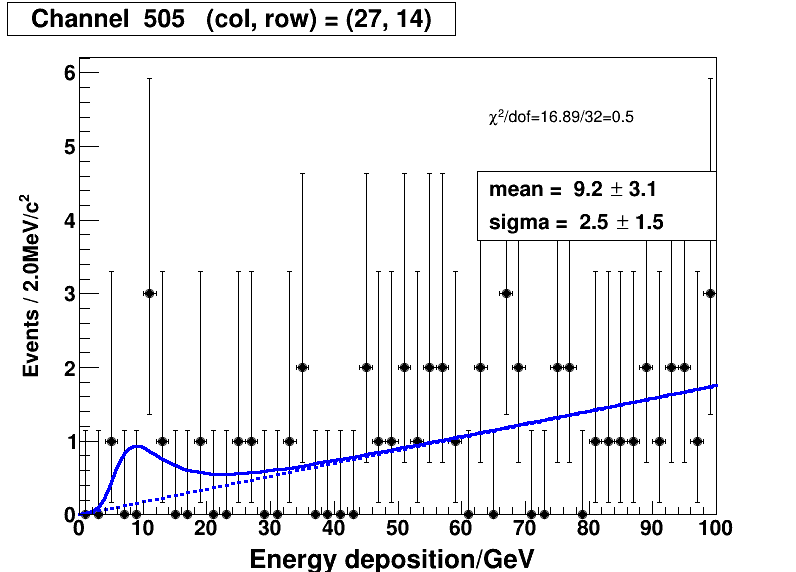 Channel 505 (col, row) = (27, 14)
χ²/dof=16.89/32=0.5
mean = 9.2 ± 3.1
sigma = 2.5 ± 1.5
Events / 2.0MeV/c²
6
5
4
3
2
1
0
0 10 20 30 40 50 60 70 80 90 100
Energy deposition/GeV